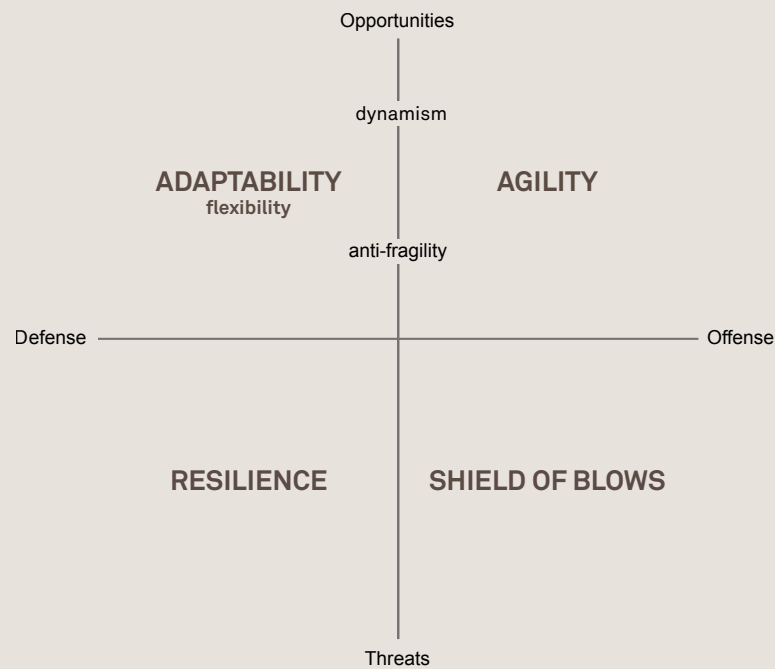 Opportunities
dynamism
ADAPTABILITY
flexibility
AGILITY
anti-fragility
Defense
Offense
RESILIENCE
SHIELD OF BLOWS
Threats